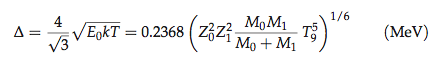 Δ = 4/√3 √E₀kT = 0.2368 (Z₀²Z₁² M₀M₁/(M₀ + M₁) T₉⁵)^1/6 (MeV)